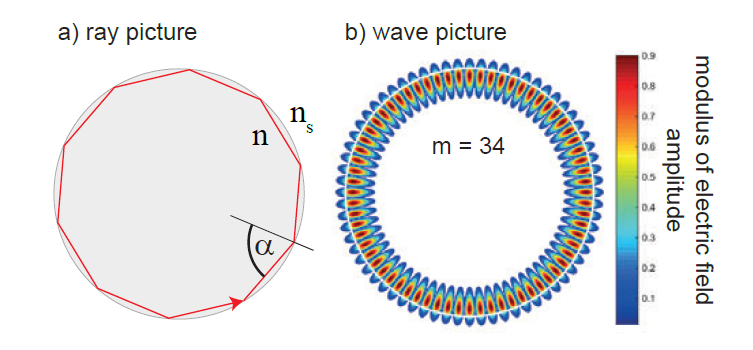 a) ray picture
b) wave picture
n
n_s
α
m = 34
0.9
0.8
0.7
0.6
0.5
0.4
0.3
0.2
0.1
modulus of electric field
amplitude